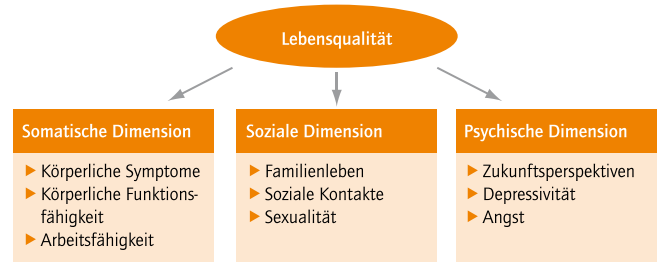 Lebensqualität
Somatische Dimension
Körperliche Symptome
Körperliche Funktions-
fähigkeit
Arbeitsfähigkeit
Soziale Dimension
Familienleben
Soziale Kontakte
Sexualität
Psychische Dimension
Zukunftsperspektiven
Depressivität
Angst